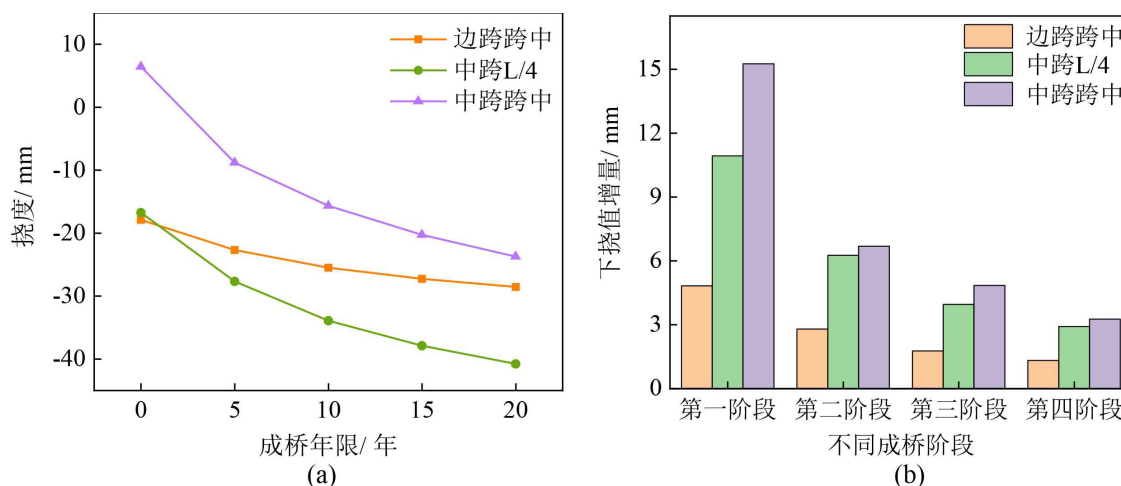 10
0
-10
-20
-30
-40
挠度/ mm
边跨跨中
中跨L/4
中跨跨中
0 5 10 15 20
成桥年限/ 年
(a)
15
12
9
6
3
0
下挠值增量/ mm
边跨跨中
中跨L/4
中跨跨中
第一阶段 第二阶段 第三阶段 第四阶段
不同成桥阶段
(b)